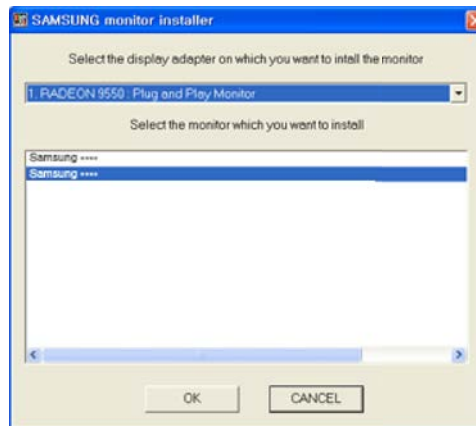 SAMSUNG monitor installer
Select the display adapter on which you want to intall the monitor
1. RADEON 9550 : Plug and Play Monitor
Select the monitor which you want to install
Samsung ----
Samsung ----
OK
CANCEL